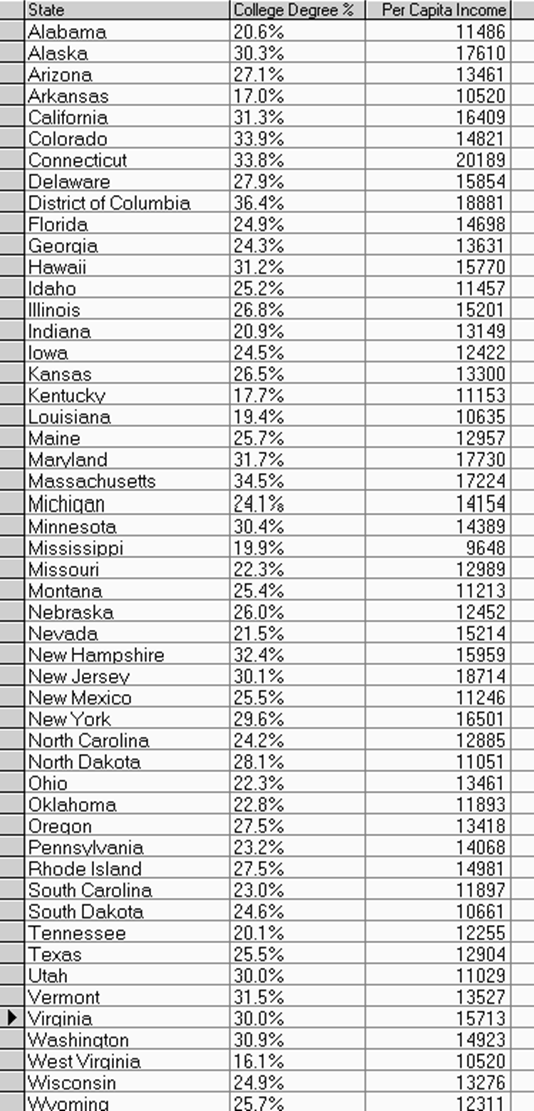 State College Degree % Per Capita Income
Alabama 20.6% 11486
Alaska 30.3% 17610
Arizona 27.1% 13461
Arkansas 17.0% 10520
California 31.3% 16409
Colorado 33.9% 14821
Connecticut 33.8% 20189
Delaware 27.9% 15854
District of Columbia 36.4% 18881
Florida 24.9% 14698
Georgia 24.3% 13631
Hawaii 31.2% 15770
Idaho 25.2% 11457
Illinois 26.8% 15201
Indiana 20.9% 13149
Iowa 24.5% 12422
Kansas 26.5% 13300
Kentucky 17.7% 11153
Louisiana 19.4% 10635
Maine 25.7% 12957
Maryland 31.7% 17730
Massachusetts 34.5% 17224
Michigan 24.1% 14154
Minnesota 30.4% 14389
Mississippi 19.9% 9648
Missouri 22.3% 12989
Montana 25.4% 11213
Nebraska 26.0% 12452
Nevada 21.5% 15214
New Hampshire 32.4% 15959
New Jersey 30.1% 18714
New Mexico 25.5% 11246
New York 29.6% 16501
North Carolina 24.2% 12885
North Dakota 28.1% 11051
Ohio 22.3% 13461
Oklahoma 22.8% 11893
Oregon 27.5% 13418
Pennsylvania 23.2% 14068
Rhode Island 27.5% 14981
South Carolina 23.0% 11897
South Dakota 24.6% 10661
Tennessee 20.1% 12255
Texas 25.5% 12904
Utah 30.0% 11029
Vermont 31.5% 13527
Virginia 30.0% 15713
Washington 30.9% 14923
West Virginia 16.1% 10520
Wisconsin 24.9% 13276
Wyoming 25.7% 12311